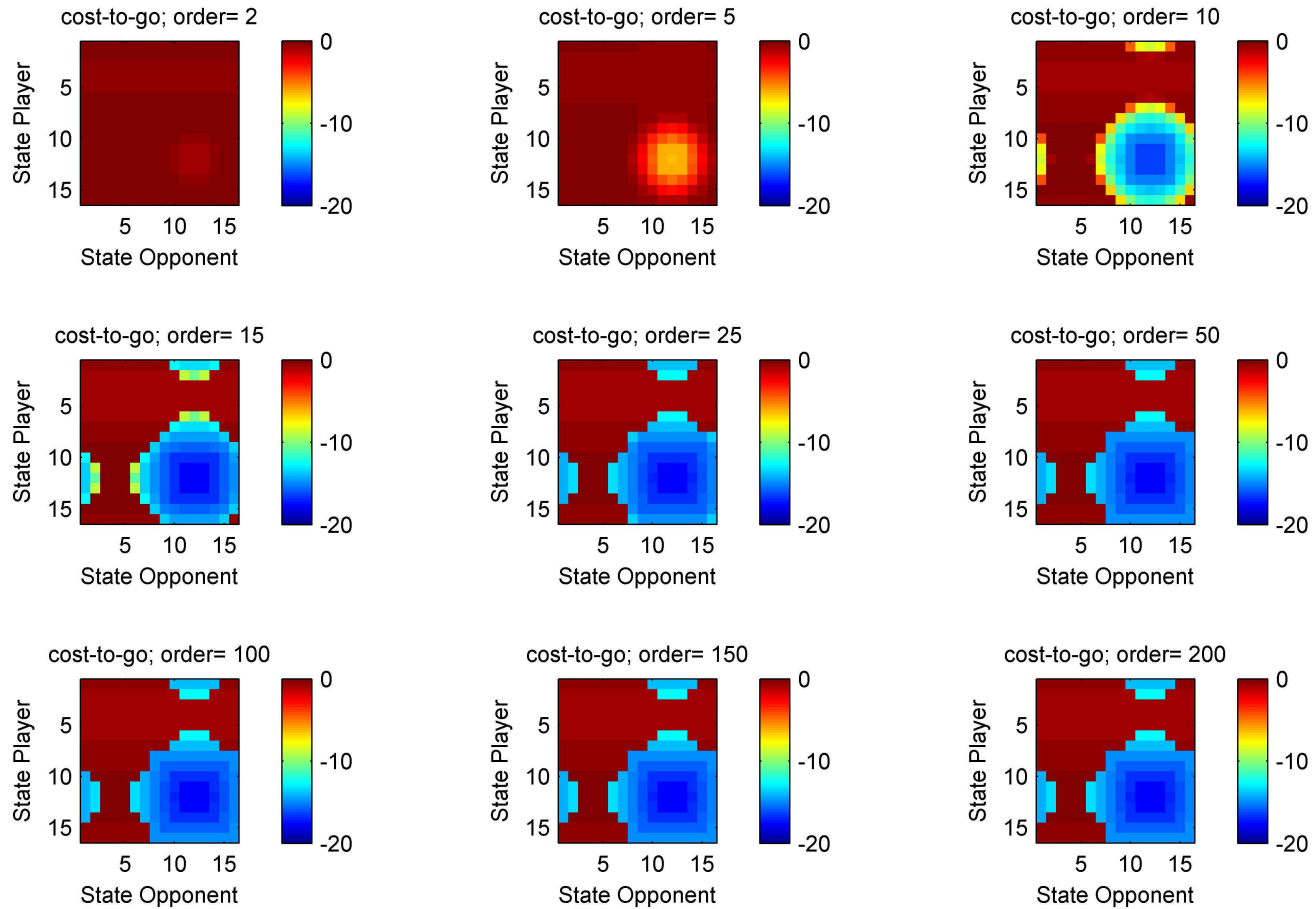 cost-to-go; order= 2
cost-to-go; order= 5
cost-to-go; order= 10
0
-10
-20
State Player
5
10
15
5 10 15
State Opponent
0
-10
-20
State Player
5
10
15
5 10 15
State Opponent
0
-10
-20
State Player
5
10
15
5 10 15
State Opponent
cost-to-go; order= 15
cost-to-go; order= 25
cost-to-go; order= 50
0
-10
-20
State Player
5
10
15
5 10 15
State Opponent
0
-10
-20
State Player
5
10
15
5 10 15
State Opponent
0
-10
-20
State Player
5
10
15
5 10 15
State Opponent
cost-to-go; order= 100
cost-to-go; order= 150
cost-to-go; order= 200
0
-10
-20
State Player
5
10
15
5 10 15
State Opponent
0
-10
-20
State Player
5
10
15
5 10 15
State Opponent
0
-10
-20
State Player
5
10
15
5 10 15
State Opponent